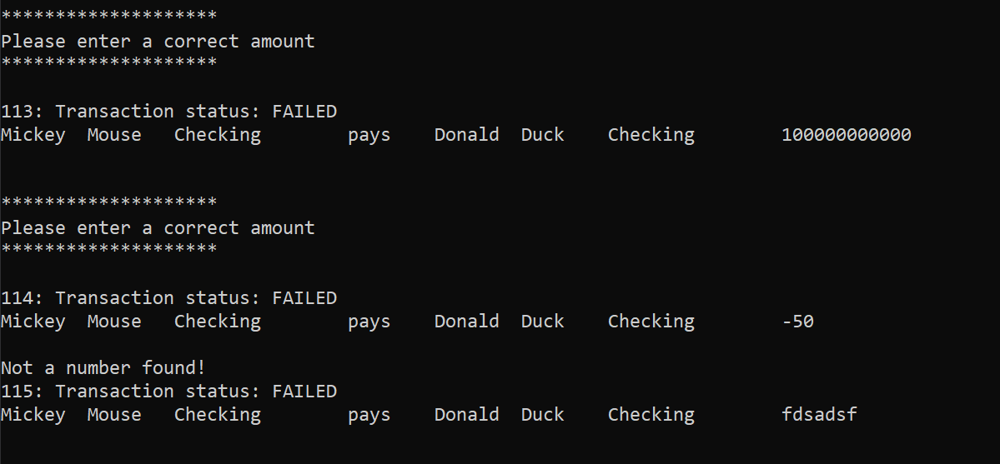 ********************
Please enter a correct amount
********************
113: Transaction status: FAILED
Mickey  Mouse   Checking        pays    Donald  Duck    Checking        100000000000
********************
Please enter a correct amount
********************
114: Transaction status: FAILED
Mickey  Mouse   Checking        pays    Donald  Duck    Checking        -50
Not a number found!
115: Transaction status: FAILED
Mickey  Mouse   Checking        pays    Donald  Duck    Checking        fdsadsf